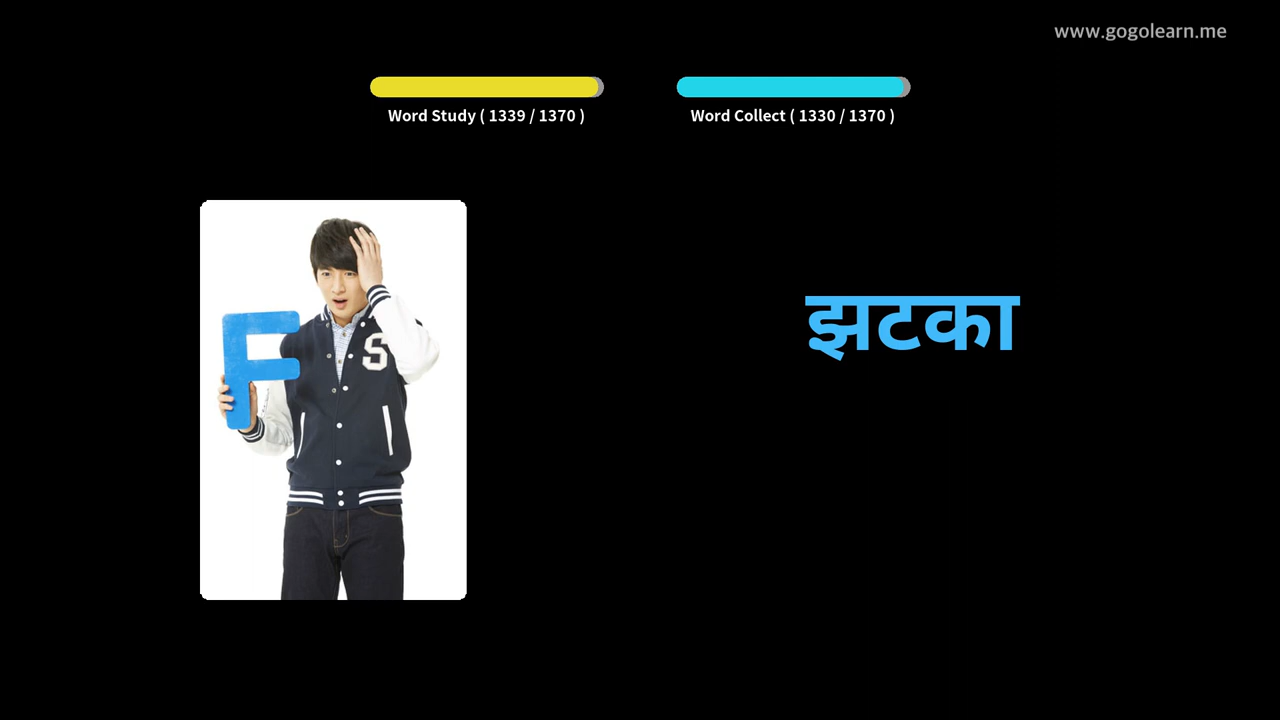 www.gogolearn.me
Word Study ( 1339 / 1370 )
Word Collect ( 1330 / 1370 )
F
S
झटका